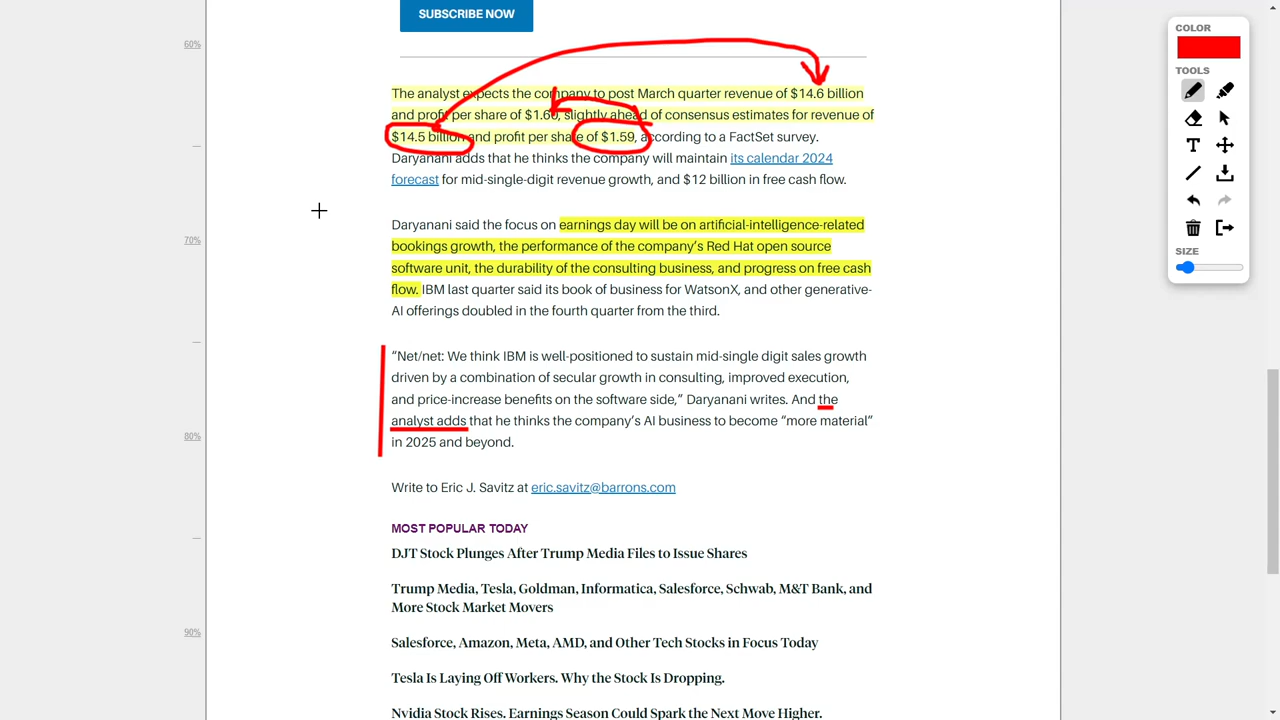 SUBSCRIBE NOW
60%
The analyst expects the company to post March quarter revenue of $14.6 billion
and profit per share of $1.60, slightly ahead of consensus estimates for revenue of
$14.5 billion and profit per share of $1.59, according to a FactSet survey.
Daryanani adds that he thinks the company will maintain its calendar 2024
forecast for mid-single-digit revenue growth, and $12 billion in free cash flow.
Daryanani said the focus on earnings day will be on artificial-intelligence-related
70%
bookings growth, the performance of the company’s Red Hat open source
software unit, the durability of the consulting business, and progress on free cash
flow. IBM last quarter said its book of business for WatsonX, and other generative-
AI offerings doubled in the fourth quarter from the third.
“Net/net: We think IBM is well-positioned to sustain mid-single digit sales growth
driven by a combination of secular growth in consulting, improved execution,
and price-increase benefits on the software side,” Daryanani writes. And the
analyst adds that he thinks the company’s AI business to become “more material”
80%
in 2025 and beyond.
Write to Eric J. Savitz at eric.savitz@barrons.com
MOST POPULAR TODAY
DJT Stock Plunges After Trump Media Files to Issue Shares
Trump Media, Tesla, Goldman, Informatica, Salesforce, Schwab, M&T Bank, and
More Stock Market Movers
90%
Salesforce, Amazon, Meta, AMD, and Other Tech Stocks in Focus Today
Tesla Is Laying Off Workers. Why the Stock Is Dropping.
Nvidia Stock Rises. Earnings Season Could Spark the Next Move Higher.
COLOR
TOOLS
T
SIZE